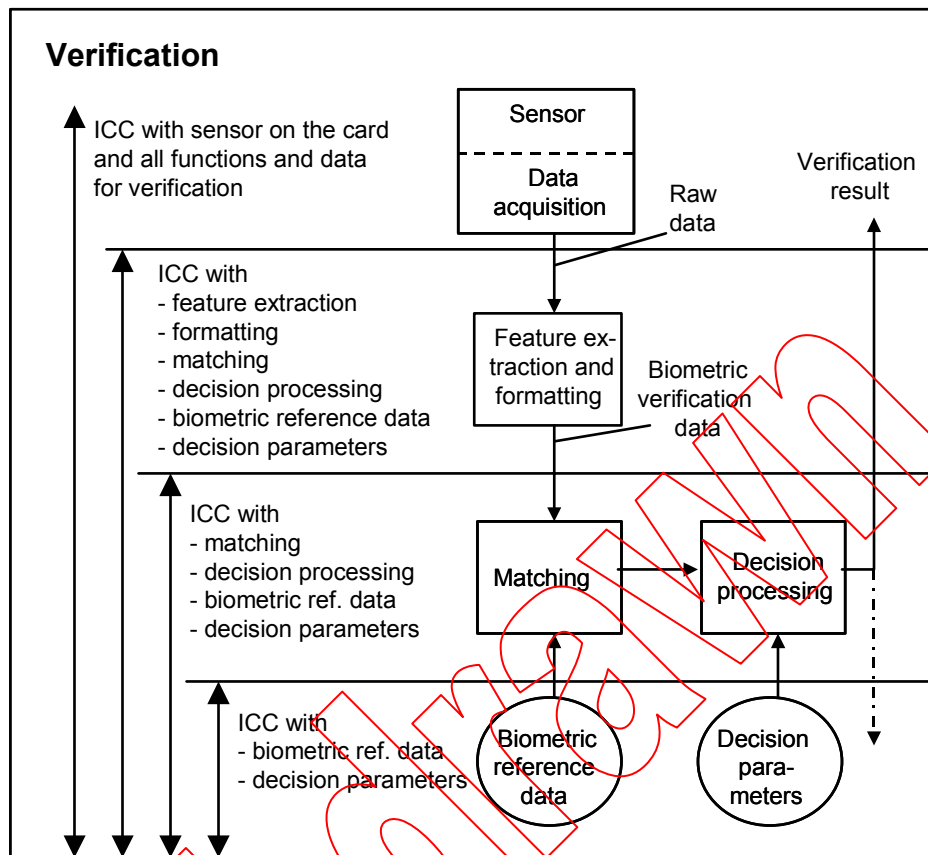 Verification
ICC with sensor on the card
and all functions and data
for verification
Sensor
Data
acquisition
Raw
data
Verification
result
ICC with
- feature extraction
- formatting
- matching
- decision processing
- biometric reference data
- decision parameters
Feature ex-
traction and
formatting
Biometric
verification
data
ICC with
- matching
- decision processing
- biometric ref. data
- decision parameters
Matching
Decision
processing
ICC with
- biometric ref. data
- decision parameters
Biometric
reference
data
Decision
para-
meters
drawn